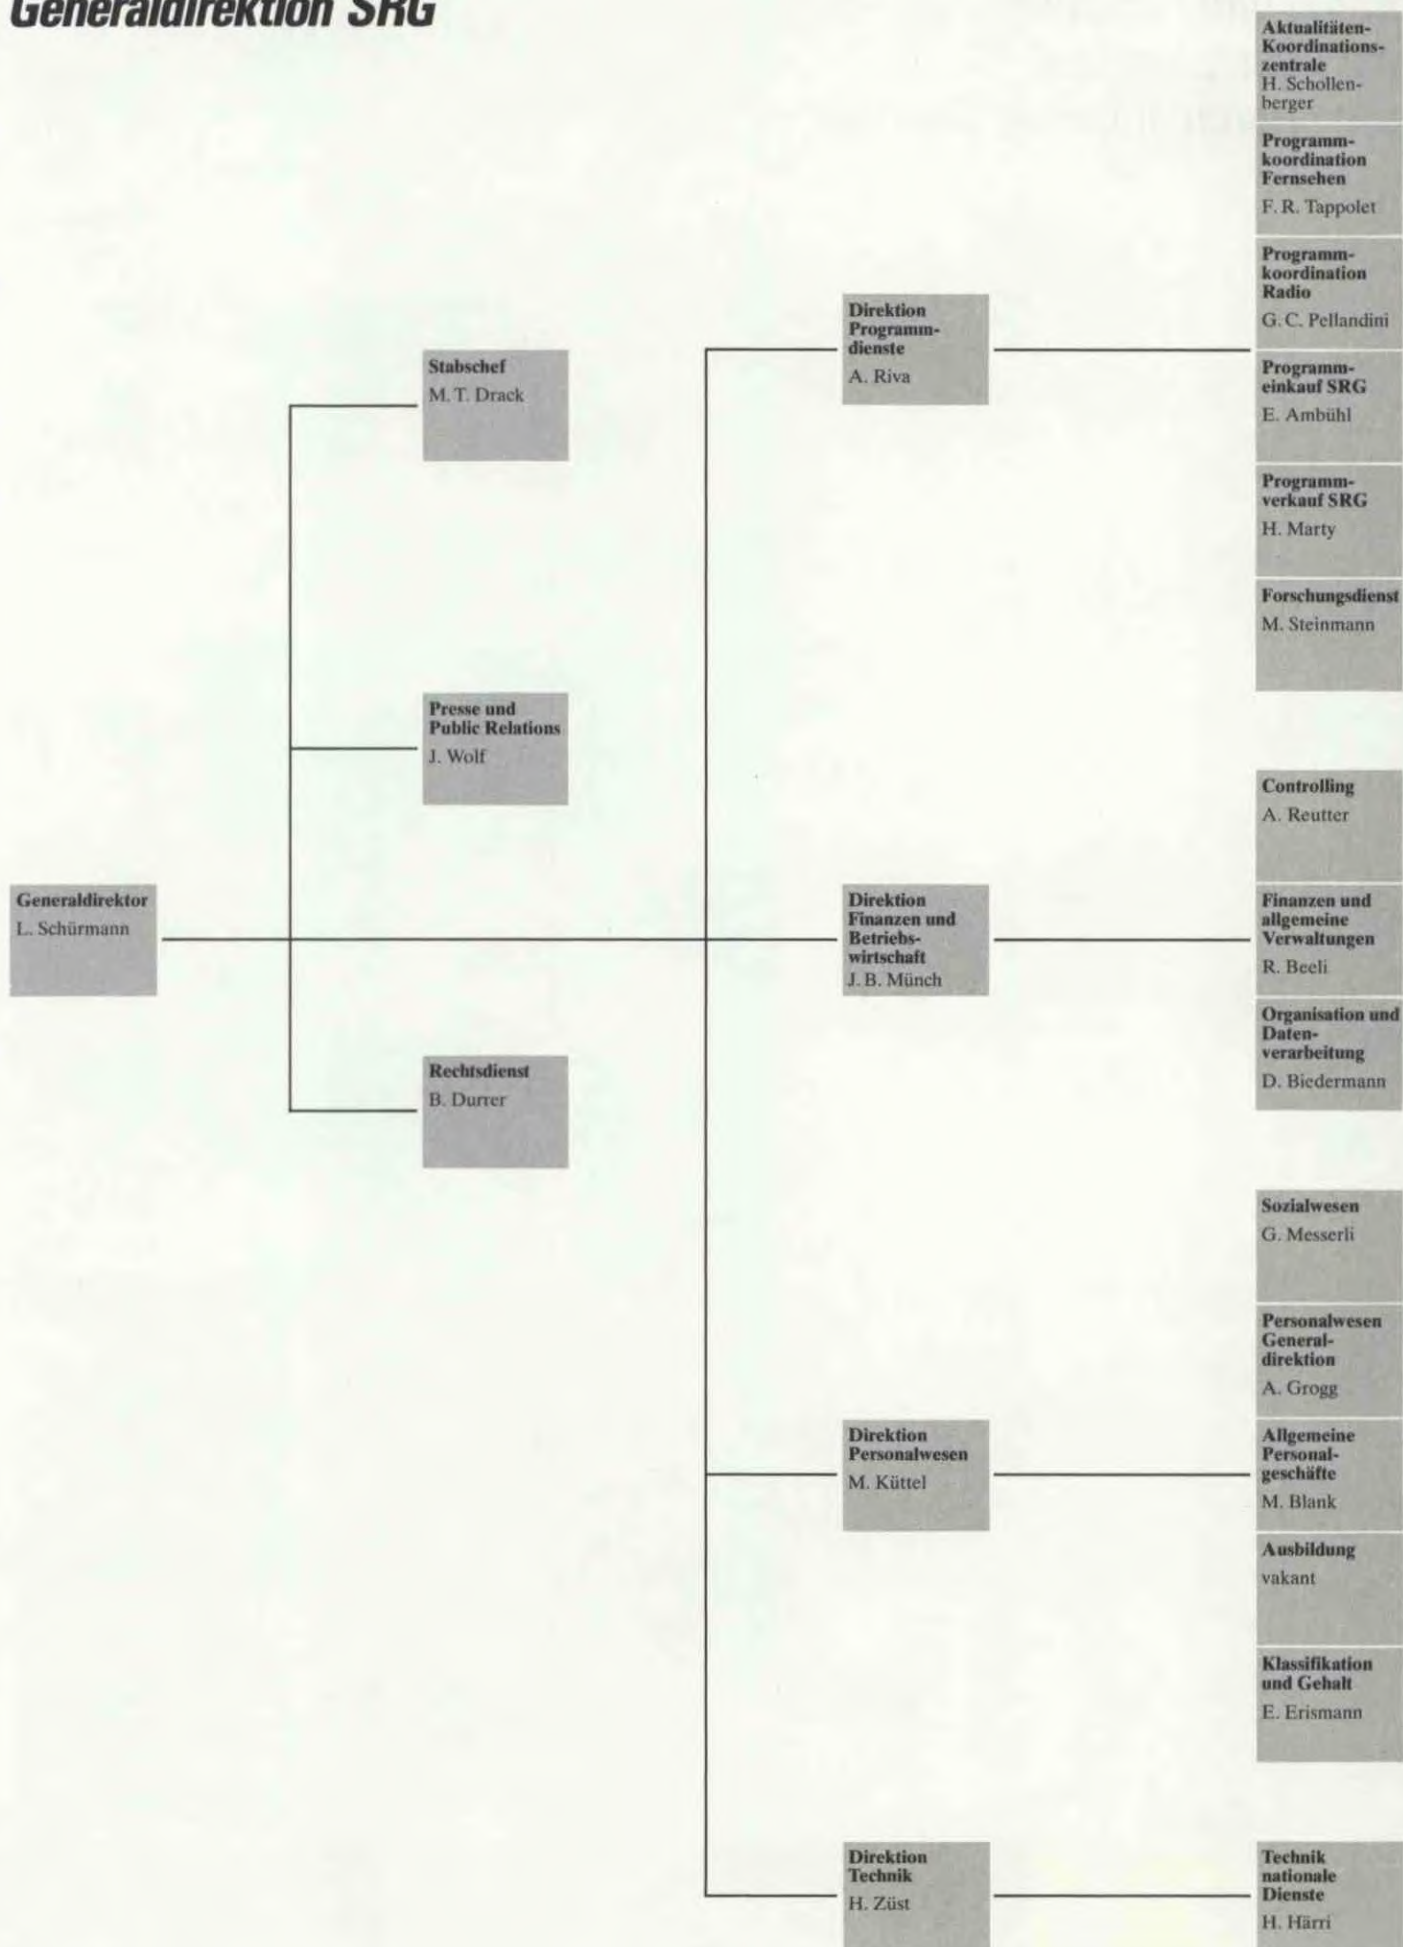 Generaldirektion SRG
Generaldirektor
L. Schürmann
Stabschef
M. T. Drack
Presse und
Public Relations
J. Wolf
Rechtsdienst
B. Durrer
Direktion
Programm-
dienste
A. Riva
Direktion
Finanzen und
Betriebs-
wirtschaft
J. B. Münch
Direktion
Personalwesen
M. Küttel
Direktion
Technik
H. Züst
Aktualitäten-
Koordinations-
zentrale
H. Schollen-
berger
Programm-
koordination
Fernsehen
F. R. Tappolet
Programm-
koordination
Radio
G. C. Pellandini
Programm-
einkauf SRG
E. Ambühl
Programm-
verkauf SRG
H. Marty
Forschungsdienst
M. Steinmann
Controlling
A. Reutter
Finanzen und
allgemeine
Verwaltungen
R. Beeli
Organisation und
Daten-
verarbeitung
D. Biedermann
Sozialwesen
G. Messerli
Personalwesen
General-
direktion
A. Grogg
Allgemeine
Personal-
geschäfte
M. Blank
Ausbildung
vakant
Klassifikation
und Gehalt
E. Erismann
Technik
nationale
Dienste
H. Härri